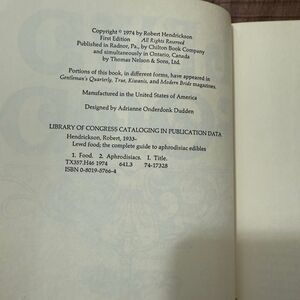 Copyright © 1974 by Robert Hendrickson
First Edition All Rights Reserved
Published in Radnor, Pa., by Chilton Book Company
and simultaneously in Ontario, Canada
by Thomas Nelson & Sons, Ltd.
Portions of this book, in different forms, have appeared in
Gentleman's Quarterly, True, Kiwanis, and Modern Bride magazines.
Manufactured in the United States of America
Designed by Adrianne Onderdonk Dudden
LIBRARY OF CONGRESS CATALOGING IN PUBLICATION DATA
Hendrickson, Robert, 1933–
Lewd food; the complete guide to aphrodisiac edibles
1. Food. 2. Aphrodisiacs. I. Title.
TX357.H46 1974 641.3 74-17328
ISBN 0-8019-5766-4